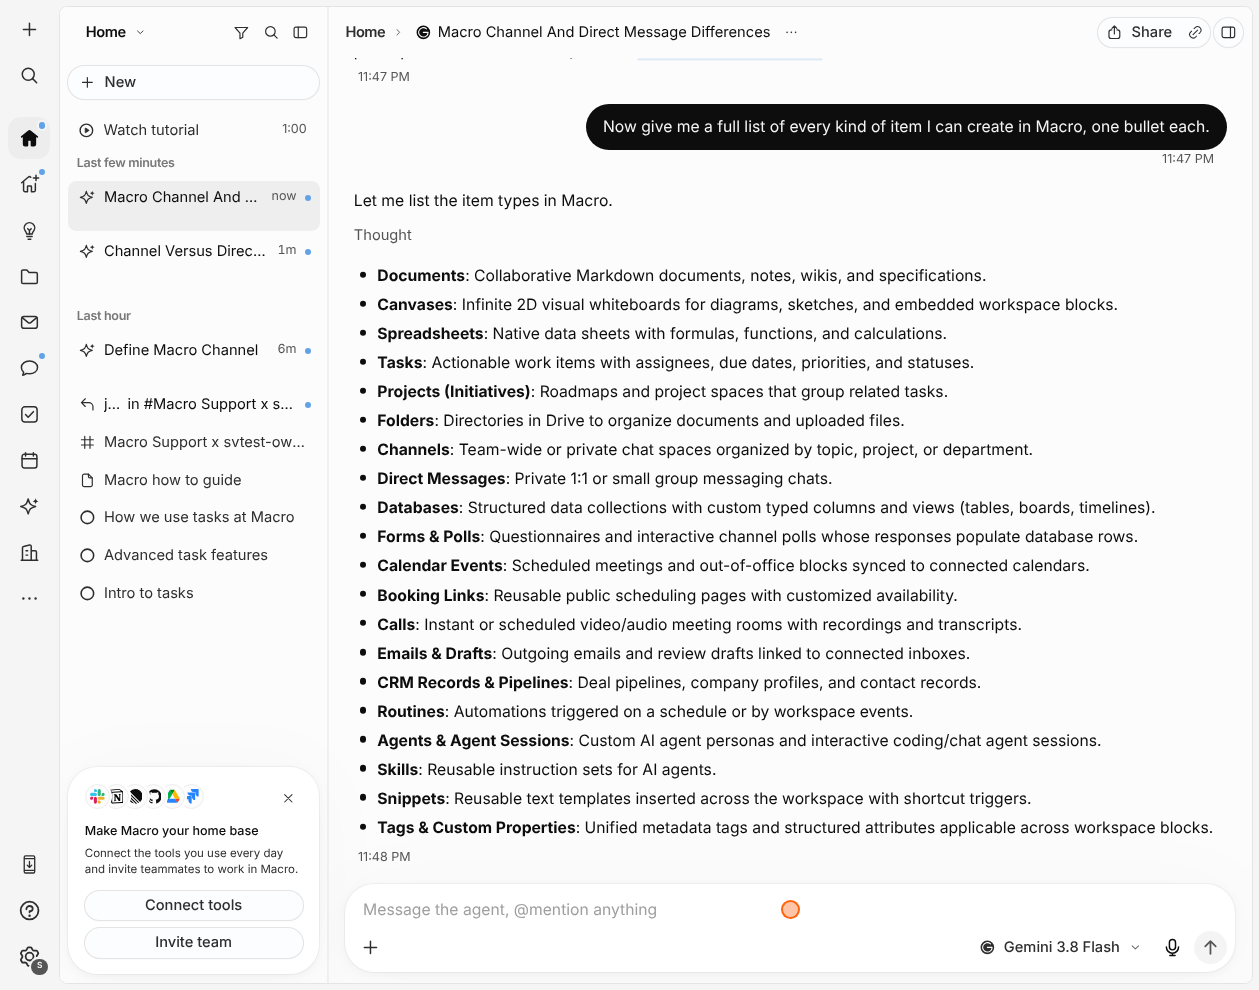 Home
New
Watch tutorial 1:00
Last few minutes
Macro Channel And ... now
Channel Versus Direc... 1m
Last hour
Define Macro Channel 6m
j... in #Macro Support x s...
Macro Support x svtest-ow...
Macro how to guide
How we use tasks at Macro
Advanced task features
Intro to tasks
Make Macro your home base
Connect the tools you use every day
and invite teammates to work in Macro.
Connect tools
Invite team
S
Home > Macro Channel And Direct Message Differences ...
Share
11:47 PM
Now give me a full list of every kind of item I can create in Macro, one bullet each.
11:47 PM
Let me list the item types in Macro.
Thought
• Documents: Collaborative Markdown documents, notes, wikis, and specifications.
• Canvases: Infinite 2D visual whiteboards for diagrams, sketches, and embedded workspace blocks.
• Spreadsheets: Native data sheets with formulas, functions, and calculations.
• Tasks: Actionable work items with assignees, due dates, priorities, and statuses.
• Projects (Initiatives): Roadmaps and project spaces that group related tasks.
• Folders: Directories in Drive to organize documents and uploaded files.
• Channels: Team-wide or private chat spaces organized by topic, project, or department.
• Direct Messages: Private 1:1 or small group messaging chats.
• Databases: Structured data collections with custom typed columns and views (tables, boards, timelines).
• Forms & Polls: Questionnaires and interactive channel polls whose responses populate database rows.
• Calendar Events: Scheduled meetings and out-of-office blocks synced to connected calendars.
• Booking Links: Reusable public scheduling pages with customized availability.
• Calls: Instant or scheduled video/audio meeting rooms with recordings and transcripts.
• Emails & Drafts: Outgoing emails and review drafts linked to connected inboxes.
• CRM Records & Pipelines: Deal pipelines, company profiles, and contact records.
• Routines: Automations triggered on a schedule or by workspace events.
• Agents & Agent Sessions: Custom AI agent personas and interactive coding/chat agent sessions.
• Skills: Reusable instruction sets for AI agents.
• Snippets: Reusable text templates inserted across the workspace with shortcut triggers.
• Tags & Custom Properties: Unified metadata tags and structured attributes applicable across workspace blocks.
11:48 PM
Message the agent, @mention anything
Gemini 3.8 Flash